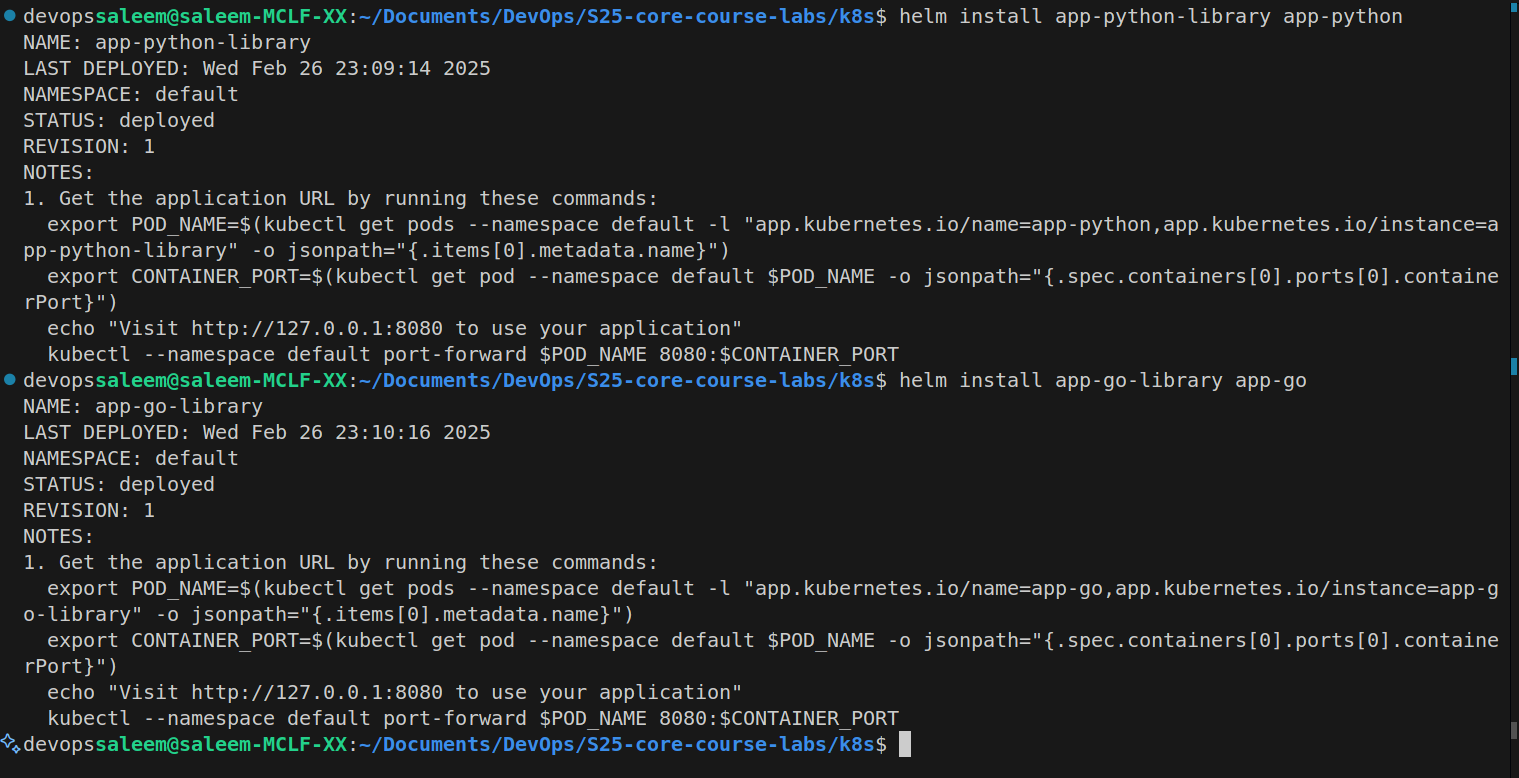 devopssaleem@saleem-MCLF-XX:~/Documents/DevOps/S25-core-course-labs/k8s$ helm install app-python-library app-python
NAME: app-python-library
LAST DEPLOYED: Wed Feb 26 23:09:14 2025
NAMESPACE: default
STATUS: deployed
REVISION: 1
NOTES:
1. Get the application URL by running these commands:
  export POD_NAME=$(kubectl get pods --namespace default -l "app.kubernetes.io/name=app-python,app.kubernetes.io/instance=a
pp-python-library" -o jsonpath="{.items[0].metadata.name}")
  export CONTAINER_PORT=$(kubectl get pod --namespace default $POD_NAME -o jsonpath="{.spec.containers[0].ports[0].containe
rPort}")
  echo "Visit http://127.0.0.1:8080 to use your application"
  kubectl --namespace default port-forward $POD_NAME 8080:$CONTAINER_PORT
devopssaleem@saleem-MCLF-XX:~/Documents/DevOps/S25-core-course-labs/k8s$ helm install app-go-library app-go
NAME: app-go-library
LAST DEPLOYED: Wed Feb 26 23:10:16 2025
NAMESPACE: default
STATUS: deployed
REVISION: 1
NOTES:
1. Get the application URL by running these commands:
  export POD_NAME=$(kubectl get pods --namespace default -l "app.kubernetes.io/name=app-go,app.kubernetes.io/instance=app-g
o-library" -o jsonpath="{.items[0].metadata.name}")
  export CONTAINER_PORT=$(kubectl get pod --namespace default $POD_NAME -o jsonpath="{.spec.containers[0].ports[0].containe
rPort}")
  echo "Visit http://127.0.0.1:8080 to use your application"
  kubectl --namespace default port-forward $POD_NAME 8080:$CONTAINER_PORT
devopssaleem@saleem-MCLF-XX:~/Documents/DevOps/S25-core-course-labs/k8s$